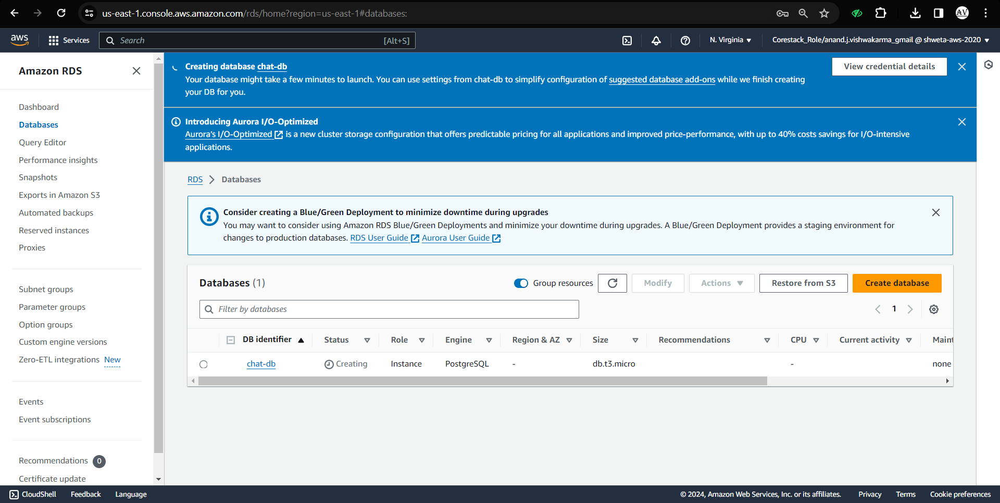 us-east-1.console.aws.amazon.com/rds/home?region=us-east-1#databases:
AV
aws
Services
Search
[Alt+S]
N. Virginia
Corestack_Role/anand.j.vishwakarma_gmail @ shweta-aws-2020
Amazon RDS
Dashboard
Databases
Query Editor
Performance insights
Snapshots
Exports in Amazon S3
Automated backups
Reserved instances
Proxies
Subnet groups
Parameter groups
Option groups
Custom engine versions
Zero-ETL integrations New
Events
Event subscriptions
Recommendations 0
Certificate update
Creating database chat-db
Your database might take a few minutes to launch. You can use settings from chat-db to simplify configuration of suggested database add-ons while we finish creating
your DB for you.
View credential details
Introducing Aurora I/O-Optimized
Aurora's I/O-Optimized is a new cluster storage configuration that offers predictable pricing for all applications and improved price-performance, with up to 40% costs savings for I/O-intensive
applications.
RDS
Databases
Consider creating a Blue/Green Deployment to minimize downtime during upgrades
You may want to consider using Amazon RDS Blue/Green Deployments and minimize your downtime during upgrades. A Blue/Green Deployment provides a staging environment for
changes to production databases. RDS User Guide Aurora User Guide
Databases (1)
Group resources
Modify
Actions
Restore from S3
Create database
Filter by databases
1
DB identifier Status Role Engine Region & AZ Size Recommendations CPU Current activity Maint
chat-db Creating Instance PostgreSQL - db.t3.micro - none
CloudShell
Feedback
Language
© 2024, Amazon Web Services, Inc. or its affiliates.
Privacy
Terms
Cookie preferences